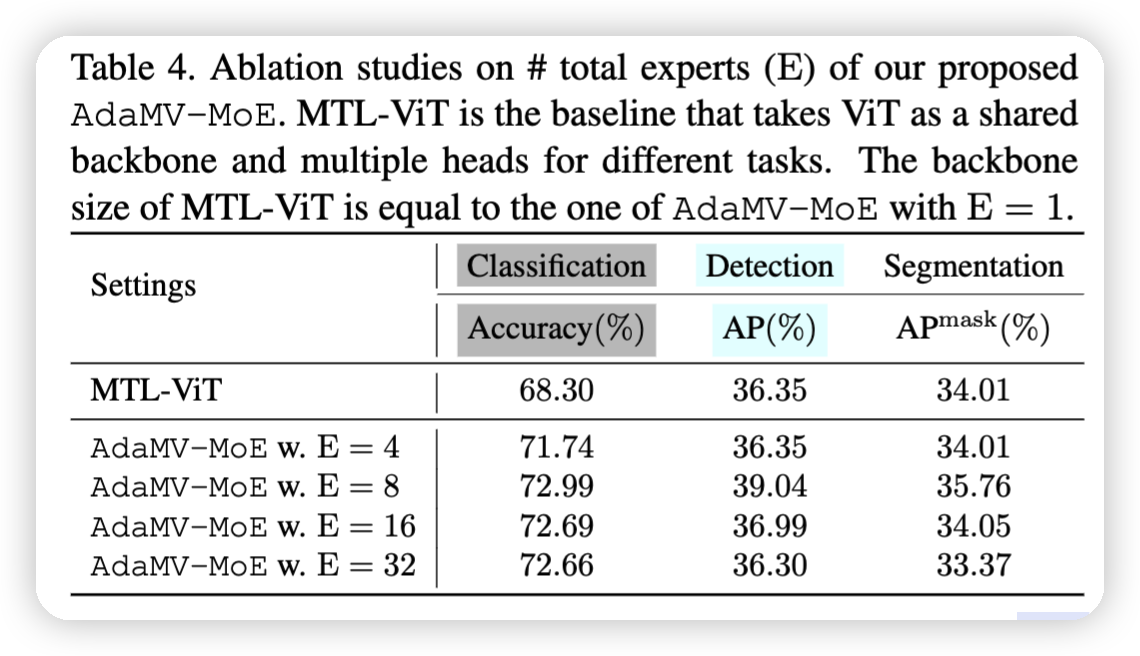 Table 4. Ablation studies on # total experts (E) of our proposed
AdaMV-MoE. MTL-ViT is the baseline that takes ViT as a shared
backbone and multiple heads for different tasks. The backbone
size of MTL-ViT is equal to the one of AdaMV-MoE with E = 1.
Settings Classification Detection Segmentation
Accuracy(%) AP(%) APᵐᵃˢᵏ(%)
MTL-ViT 68.30 36.35 34.01
AdaMV-MoE w. E = 4 71.74 36.35 34.01
AdaMV-MoE w. E = 8 72.99 39.04 35.76
AdaMV-MoE w. E = 16 72.69 36.99 34.05
AdaMV-MoE w. E = 32 72.66 36.30 33.37